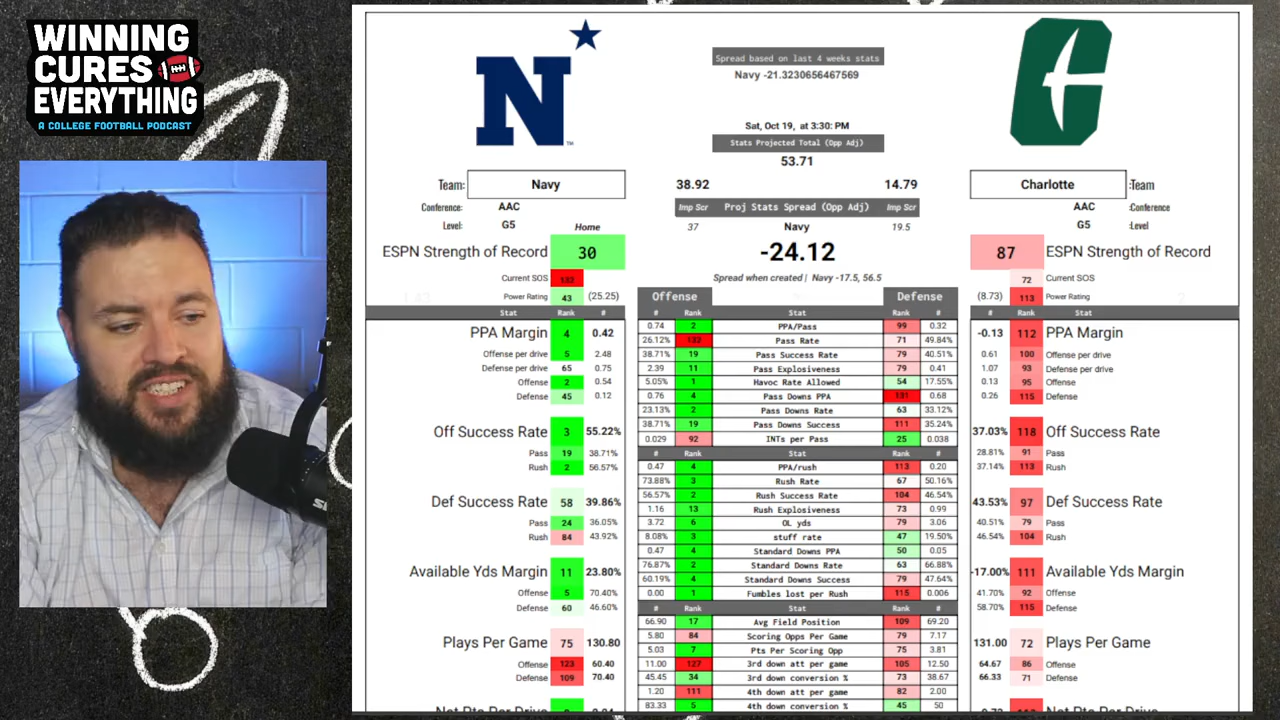 WINNING
CURES
EVERYTHING
A COLLEGE FOOTBALL PODCAST
N
C
Spread based on last 4 weeks stats
Navy -21.3230656467569
Sat, Oct 19, at 3:30: PM
Stats Projected Total (Opp Adj)
53.71
Team: Navy 38.92 14.79 Charlotte :Team
Conference: AAC Imp Scr Proj Stats Spread (Opp Adj) Imp Scr AAC :Conference
Level: G5 Home 37 Navy 19.5 G5 :Level
ESPN Strength of Record 30 -24.12 87 ESPN Strength of Record
Current SOS Spread when created | Navy -17.5, 56.5 72 Current SOS
Power Rating 43 (25.25) Offense Defense (8.73) 113 Power Rating
Stat Rank # # Rank Stat Rank # # Rank Stat
PPA Margin 4 0.42 0.74 2 PPA/Pass 99 0.32 -0.13 112 PPA Margin
26.12% 132 Pass Rate 71 49.84%
Offense per drive 5 2.48 38.71% 19 Pass Success Rate 79 40.51% 0.61 100 Offense per drive
Defense per drive 65 0.75 2.39 11 Pass Explosiveness 79 0.41 1.07 93 Defense per drive
Offense 2 0.54 5.05% 1 Havoc Rate Allowed 54 17.55% 0.13 95 Offense
Defense 45 0.12 0.76 4 Pass Downs PPA 131 0.68 0.26 115 Defense
23.13% 2 Pass Downs Rate 63 33.12%
Off Success Rate 3 55.22% 38.71% 19 Pass Downs Success 111 35.24% 37.03% 118 Off Success Rate
0.029 92 INTs per Pass 25 0.038
Pass 19 38.71% # Rank Stat Rank # 28.81% 91 Pass
Rush 2 56.57% 0.47 4 PPA/rush 113 0.20 37.14% 113 Rush
73.88% 3 Rush Rate 67 50.16%
Def Success Rate 58 39.86% 56.57% 2 Rush Success Rate 104 46.54% 43.53% 97 Def Success Rate
1.16 13 Rush Explosiveness 73 0.99
Pass 24 36.05% 3.72 6 OL yds 79 3.06 40.51% 79 Pass
Rush 84 43.92% 8.08% 3 stuff rate 47 19.50% 46.54% 104 Rush
0.47 4 Standard Downs PPA 50 0.05
Available Yds Margin 11 23.80% 76.87% 2 Standard Downs Rate 63 66.88% -17.00% 111 Available Yds Margin
60.19% 4 Standard Downs Success 79 47.64%
Offense 5 70.40% 0.00 1 Fumbles lost per Rush 115 0.006 41.70% 92 Offense
Defense 60 46.60% # Rank Stat Rank # 58.70% 115 Defense
66.90 17 Avg Field Position 109 69.20
Plays Per Game 75 130.80 5.80 84 Scoring Opps Per Game 79 7.17 131.00 72 Plays Per Game
5.03 7 Pts Per Scoring Opp 75 3.81
Offense 123 60.40 11.00 127 3rd down att per game 105 12.50 64.67 86 Offense
Defense 109 70.40 45.45 34 3rd down conversion % 73 38.67 66.33 71 Defense
1.20 111 4th down att per game 82 2.00
83.33 5 4th down conversion % 45 50